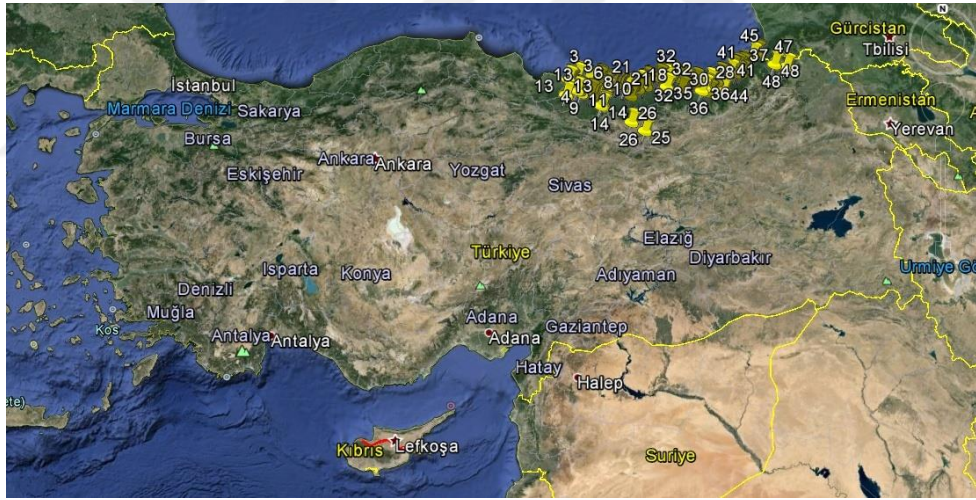 N
45
Gürcistan
Tbilisi
3
32
41
37
47
13
3
6
21
18
32
30
28
41
48
48
İstanbul
13
13
8
21
10
32
35
36
44
36
Marmara Denizi
Sakarya
4
11
9
14
14
26
26
25
Ermenistan
Yerevan
Bursa
Ankara
Ankara
Eskişehir
Yozgat
Sivas
Elazığ
Türkiye
Diyarbakır
Isparta
Konya
Adıyaman
Urmiye Gö
Denizli
Muğla
Adana
Kos
Antalya
Antalya
Adana
Gaziantep
Hatay
Halep
ete)
Kıbrıs
Lefkoşa
Suriye